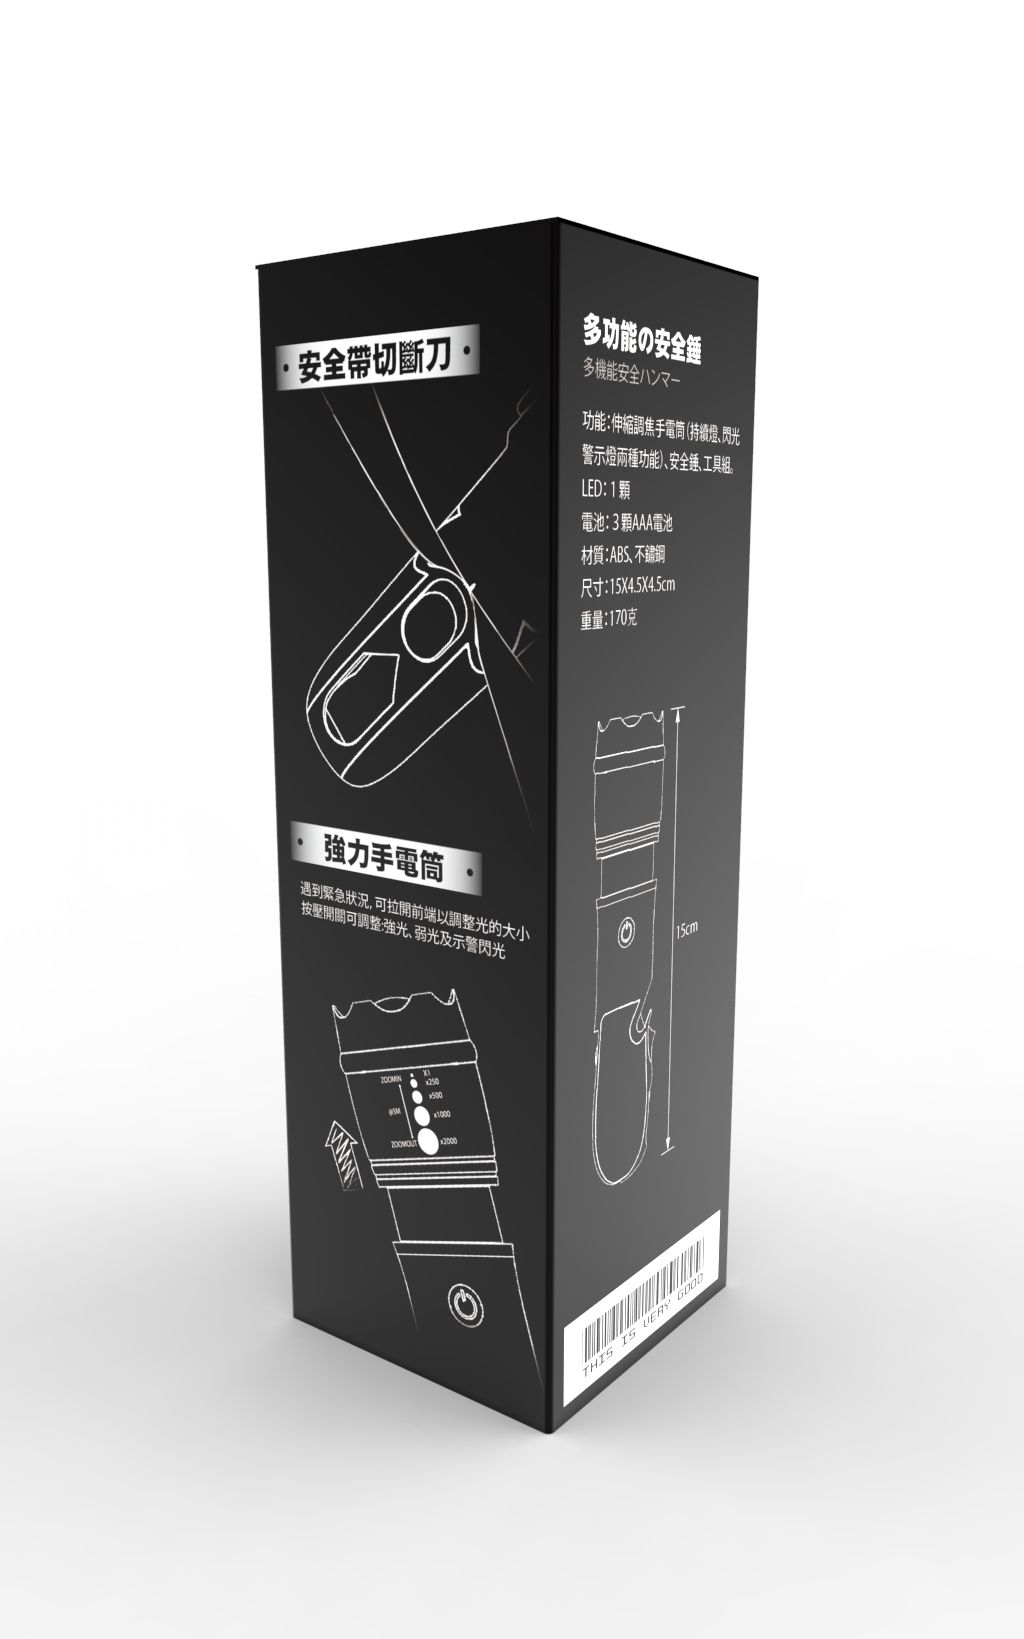 安全帶切斷刀
強力手電筒
遇到緊急狀況, 可拉開前端以調整光的大小
按壓開關可調整:強光、弱光及示警閃光
X1
ZOOMIN
x250
x500
@5M
x1000
ZOOMOUT
x2000
多功能の安全錘
多機能安全ハンマー
功能：伸縮調焦手電筒(持續燈、閃光
警示燈兩種功能)、安全錘、工具組。
LED：1顆
電池：3顆AAA電池
材質：ABS、不鏽鋼
尺寸：15X4.5X4.5cm
重量：170克
15cm
THIS IS VERY GOOD